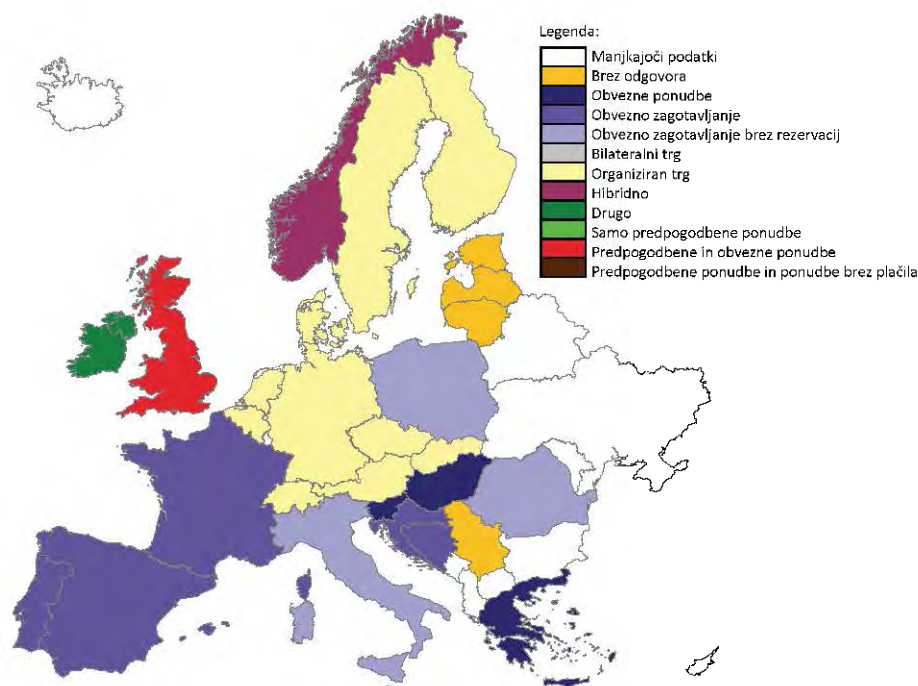 Legenda:
Manjkajoči podatki
Brez odgovora
Obvezne ponudbe
Obvezno zagotavljanje
Obvezno zagotavljanje brez rezervacij
Bilateralni trg
Organiziran trg
Hibridno
Drugo
Samo predpogodbene ponudbe
Predpogodbene in obvezne ponudbe
Predpogodbene ponudbe in ponudbe brez plačila